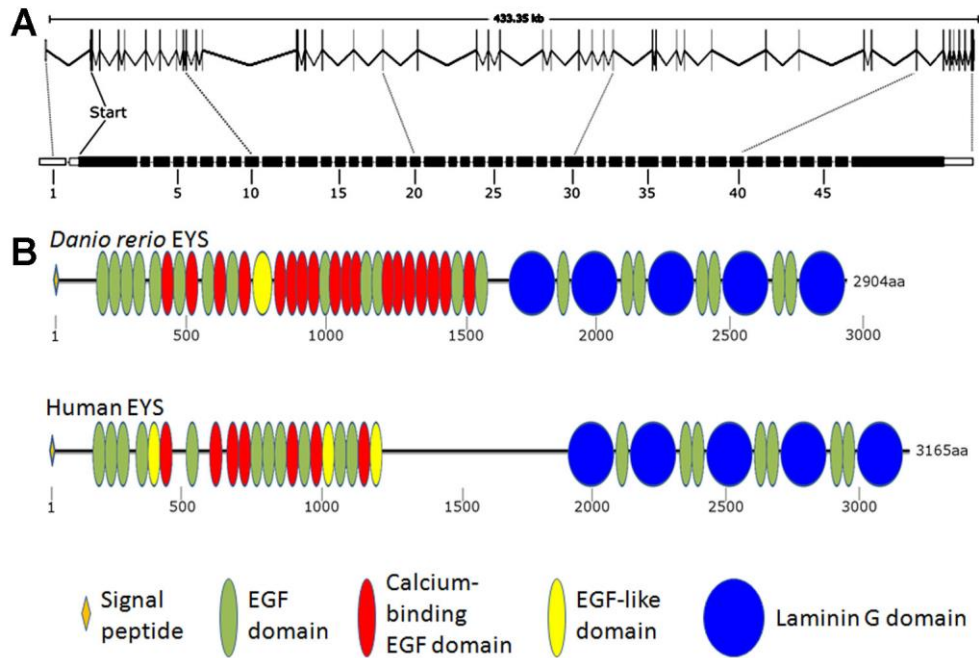 A
433.35 kb
Start
1 5 10 15 20 25 30 35 40 45
B
Danio rerio EYS
2904aa
1 500 1000 1500 2000 2500 3000
Human EYS
3165aa
1 500 1000 1500 2000 2500 3000
Signal
peptide
EGF
domain
Calcium-
binding
EGF domain
EGF-like
domain
Laminin G domain